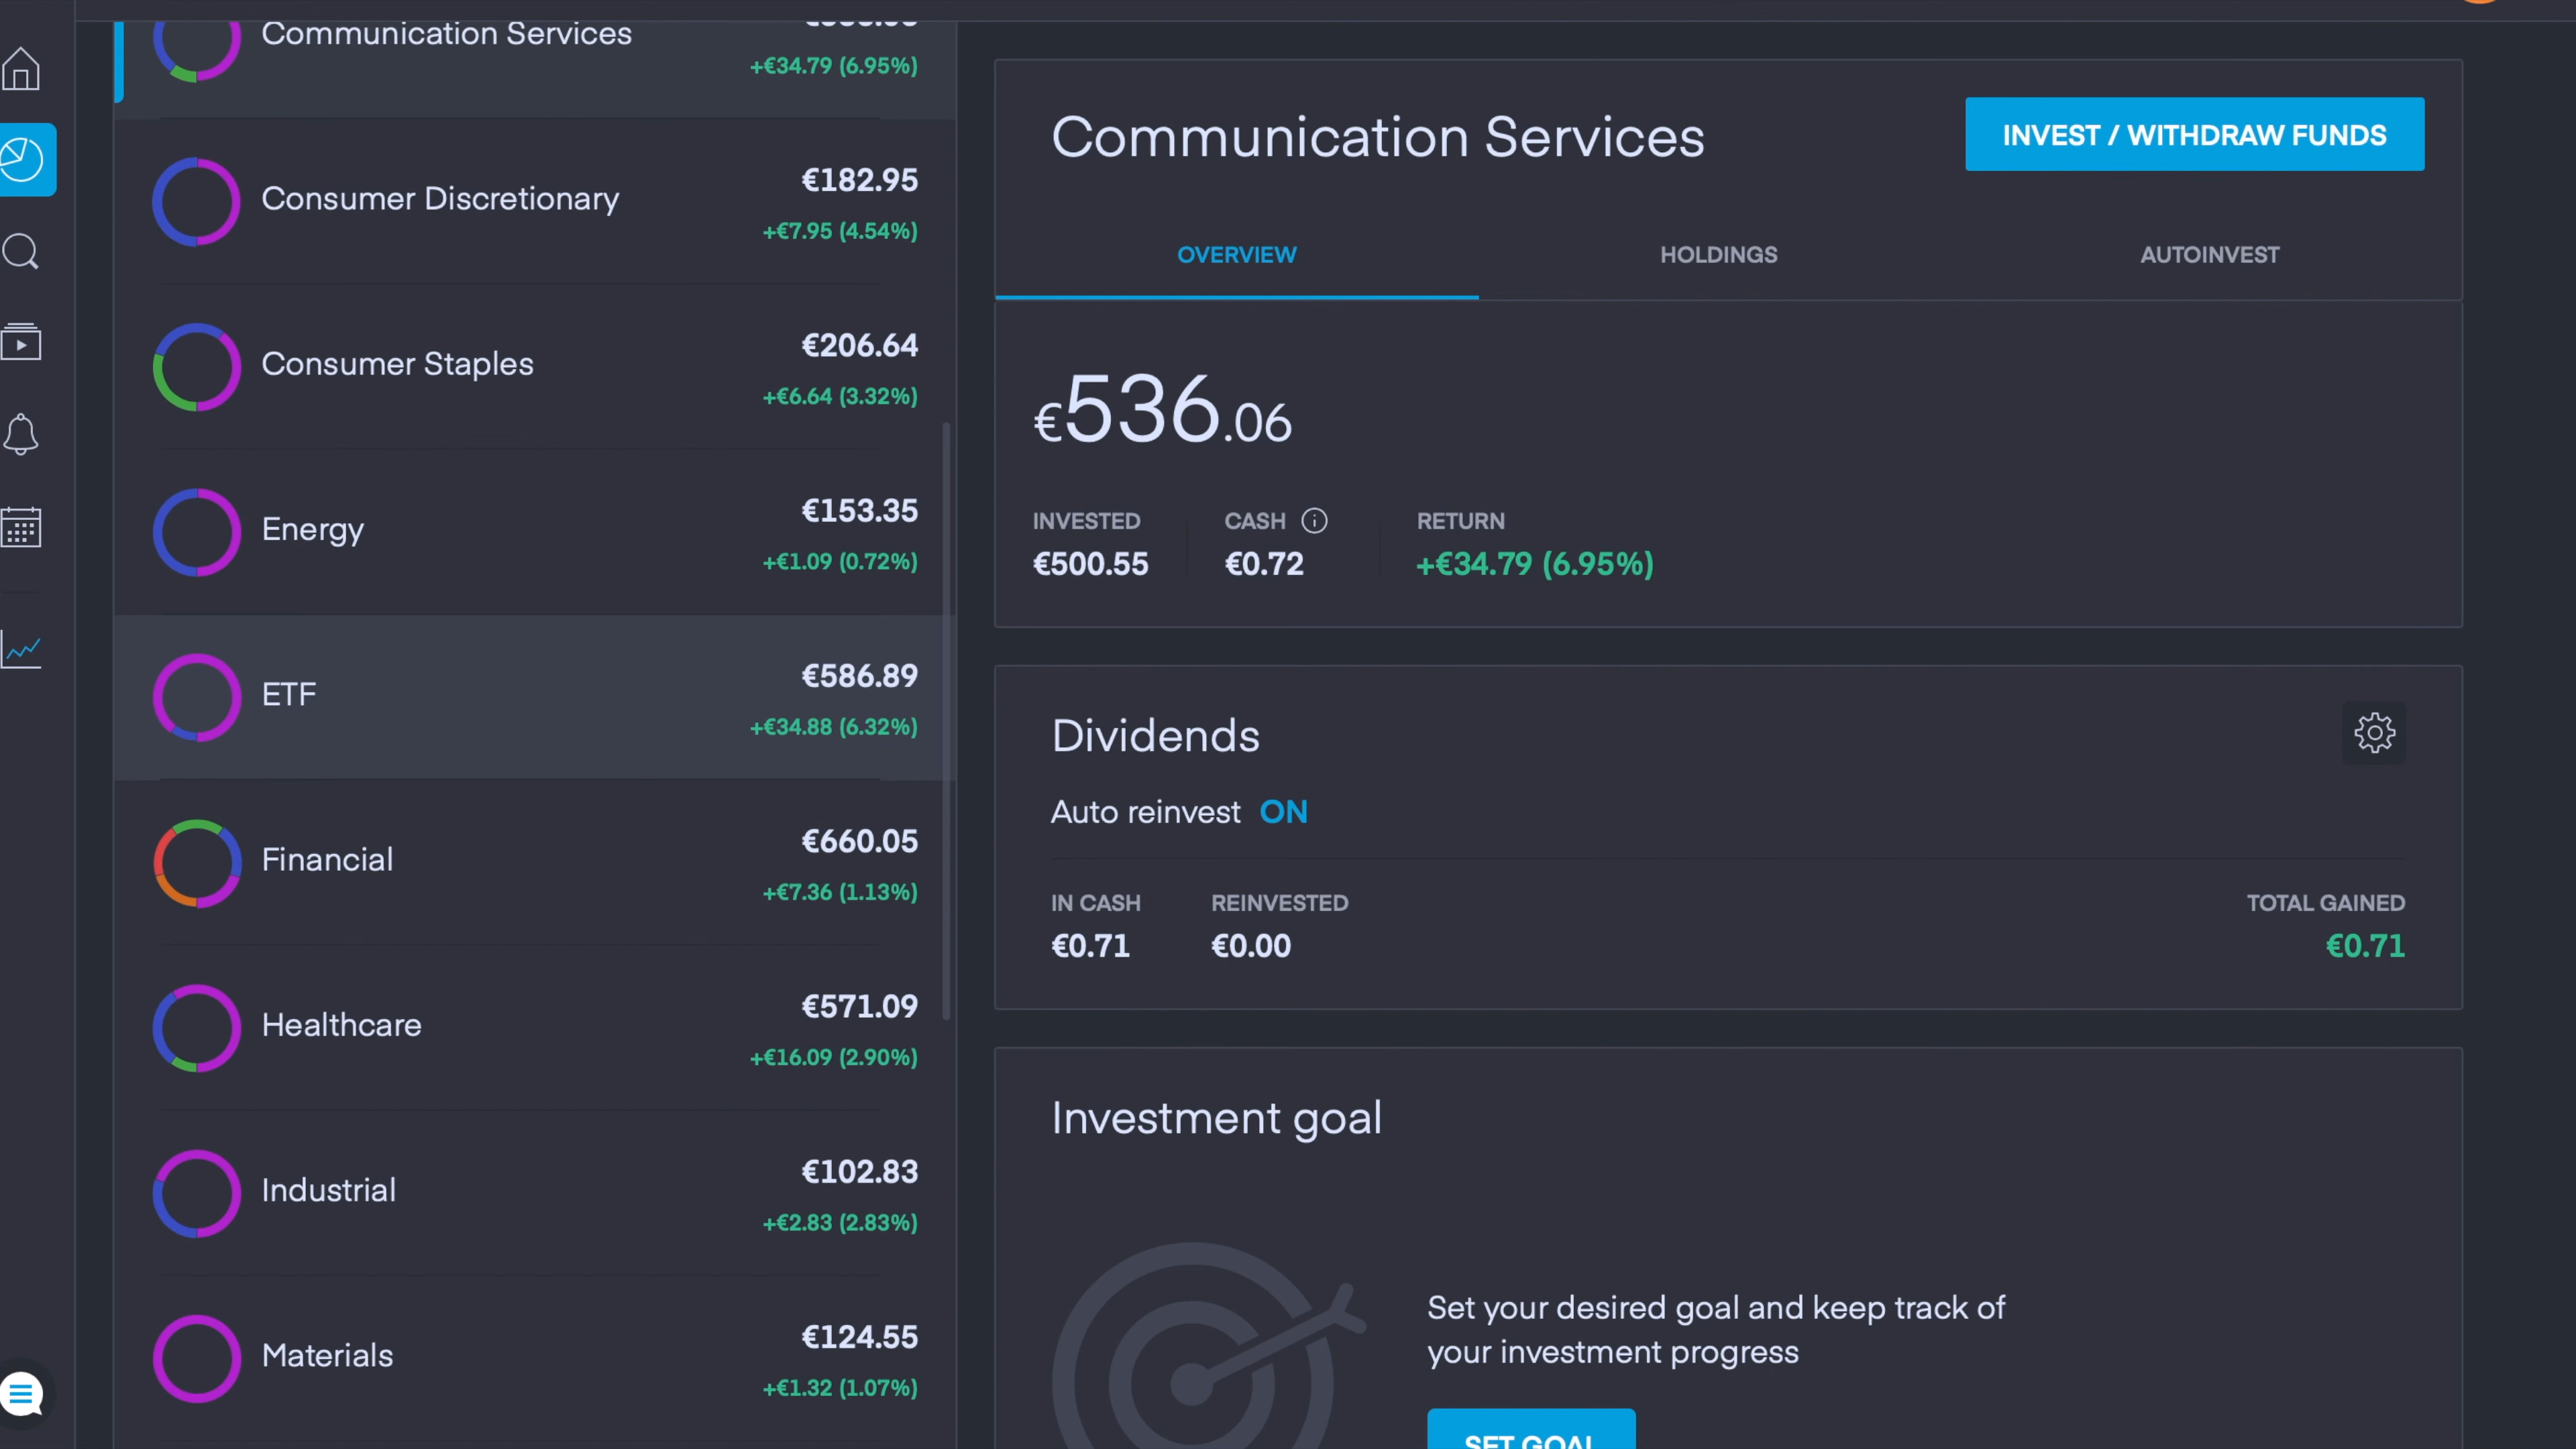 Communication Services
+€34.79 (6.95%)
Consumer Discretionary
€182.95
+€7.95 (4.54%)
Consumer Staples
€206.64
+€6.64 (3.32%)
Energy
€153.35
+€1.09 (0.72%)
ETF
€586.89
+€34.88 (6.32%)
Financial
€660.05
+€7.36 (1.13%)
Healthcare
€571.09
+€16.09 (2.90%)
Industrial
€102.83
+€2.83 (2.83%)
Materials
€124.55
+€1.32 (1.07%)
Communication Services
INVEST / WITHDRAW FUNDS
OVERVIEW HOLDINGS AUTOINVEST
€536.06
INVESTED CASH RETURN
€500.55 €0.72 +€34.79 (6.95%)
Dividends
Auto reinvest ON
IN CASH REINVESTED TOTAL GAINED
€0.71 €0.00 €0.71
Investment goal
Set your desired goal and keep track of
your investment progress
SET GOAL